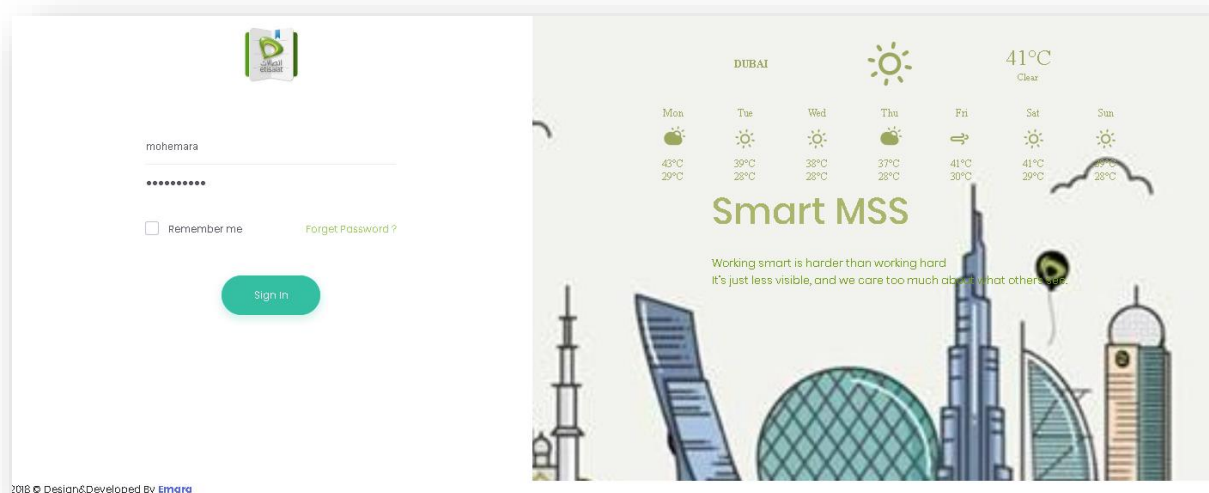 اتصالات
etisalat
mohemara
••••••••••
Remember me
Forget Password ?
Sign In
2018 © Design&Developed By Emara
DUBAI
41°C
Clear
Mon Tue Wed Thu Fri Sat Sun
43°C 39°C 38°C 37°C 41°C 41°C 39°C
29°C 28°C 28°C 28°C 30°C 29°C 28°C
Smart MSS
Working smart is harder than working hard
It's just less visible, and we care too much about what others see.